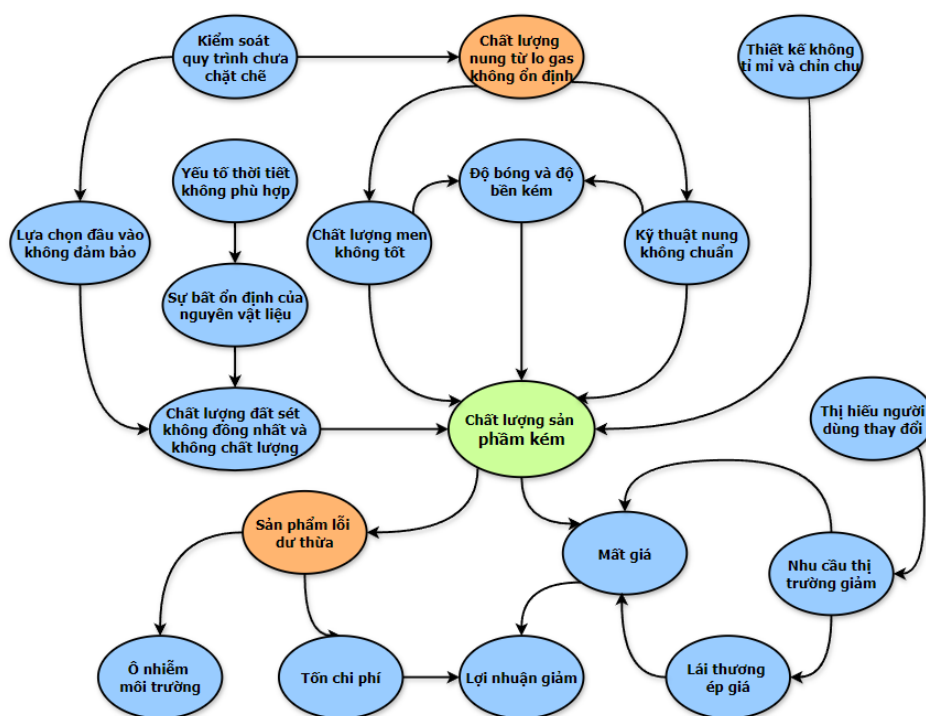 Kiểm soát
quy trình chưa
chặt chẽ
Chất lượng
nung từ lo gas
không ổn định
Thiết kế không
tỉ mỉ và chỉn chu
Yếu tố thời tiết
không phù hợp
Độ bóng và độ
bền kém
Lựa chọn đầu vào
không đảm bảo
Chất lượng men
không tốt
Kỹ thuật nung
không chuẩn
Sự bất ổn định của
nguyên vật liệu
Chất lượng đất sét
không đồng nhất và
không chất lượng
Chất lượng sản
phầm kém
Thị hiếu người
dùng thay đổi
Sản phẩm lỗi
dư thừa
Mất giá
Nhu cầu thị
trường giảm
Ô nhiễm
môi trường
Tốn chi phí
Lợi nhuận giảm
Lái thương
ép giá